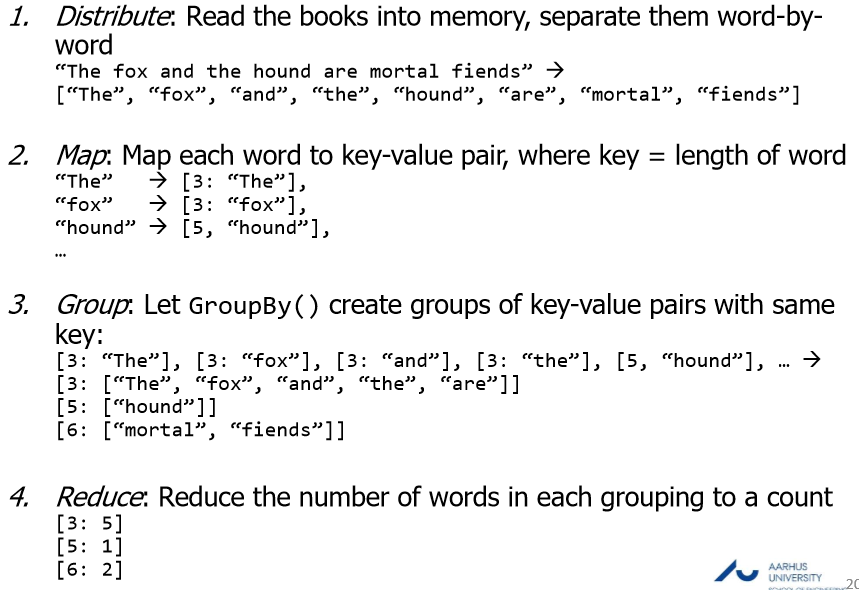 1. Distribute: Read the books into memory, separate them word-by-
word
“The fox and the hound are mortal fiends” →
[“The”, “fox”, “and”, “the”, “hound”, “are”, “mortal”, “fiends”]
2. Map: Map each word to key-value pair, where key = length of word
“The” → [3: “The”],
“fox” → [3: “fox”],
“hound” → [5, “hound”],
…
3. Group: Let GroupBy() create groups of key-value pairs with same
key:
[3: “The”], [3: “fox”], [3: “and”], [3: “the”], [5, “hound”], … →
[3: [“The”, “fox”, “and”, “the”, “are”]]
[5: [“hound”]]
[6: [“mortal”, “fiends”]]
4. Reduce: Reduce the number of words in each grouping to a count
[3: 5]
[5: 1]
[6: 2]
AARHUS
UNIVERSITY
20